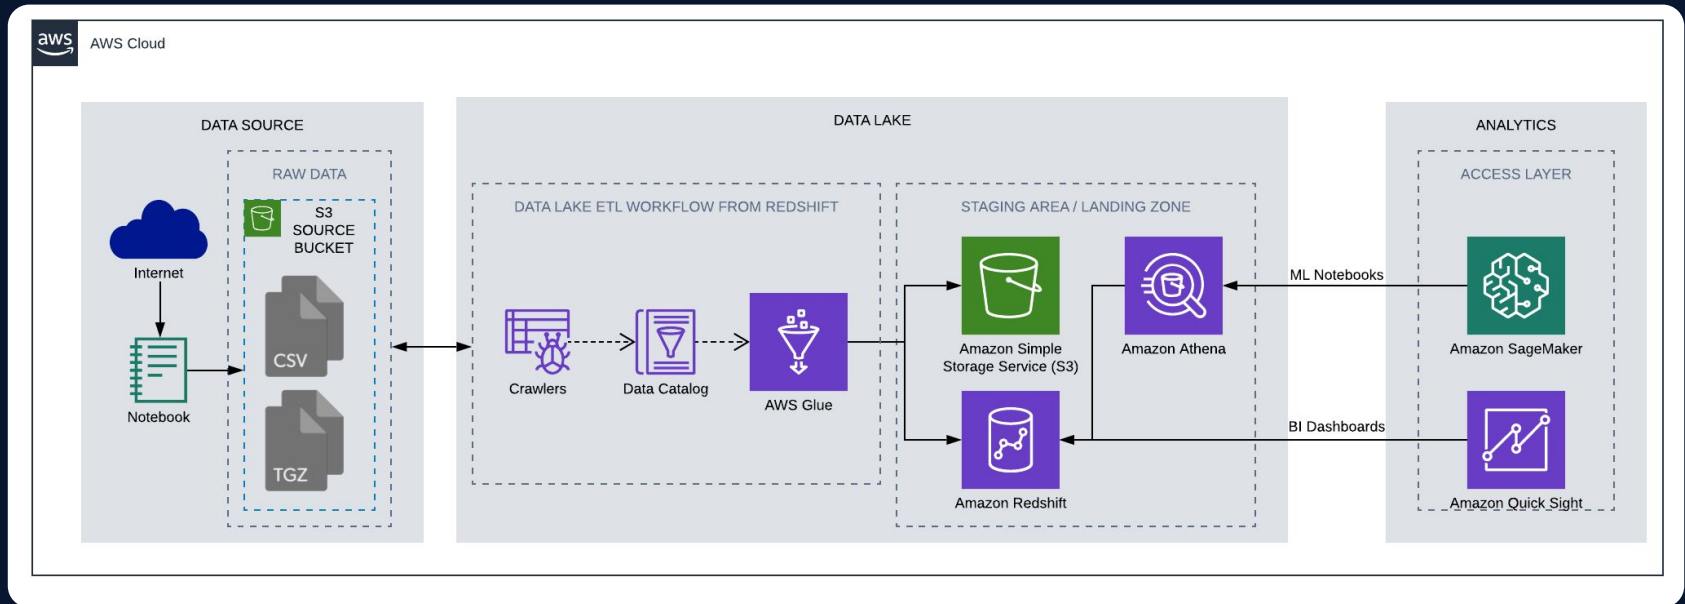 aws
AWS Cloud
DATA SOURCE
RAW DATA
S3
SOURCE
BUCKET
Internet
CSV
Notebook
TGZ
DATA LAKE
DATA LAKE ETL WORKFLOW FROM REDSHIFT
Crawlers
Data Catalog
AWS Glue
STAGING AREA / LANDING ZONE
Amazon Simple
Storage Service (S3)
Amazon Athena
Amazon Redshift
ML Notebooks
BI Dashboards
ANALYTICS
ACCESS LAYER
Amazon SageMaker
Amazon Quick Sight